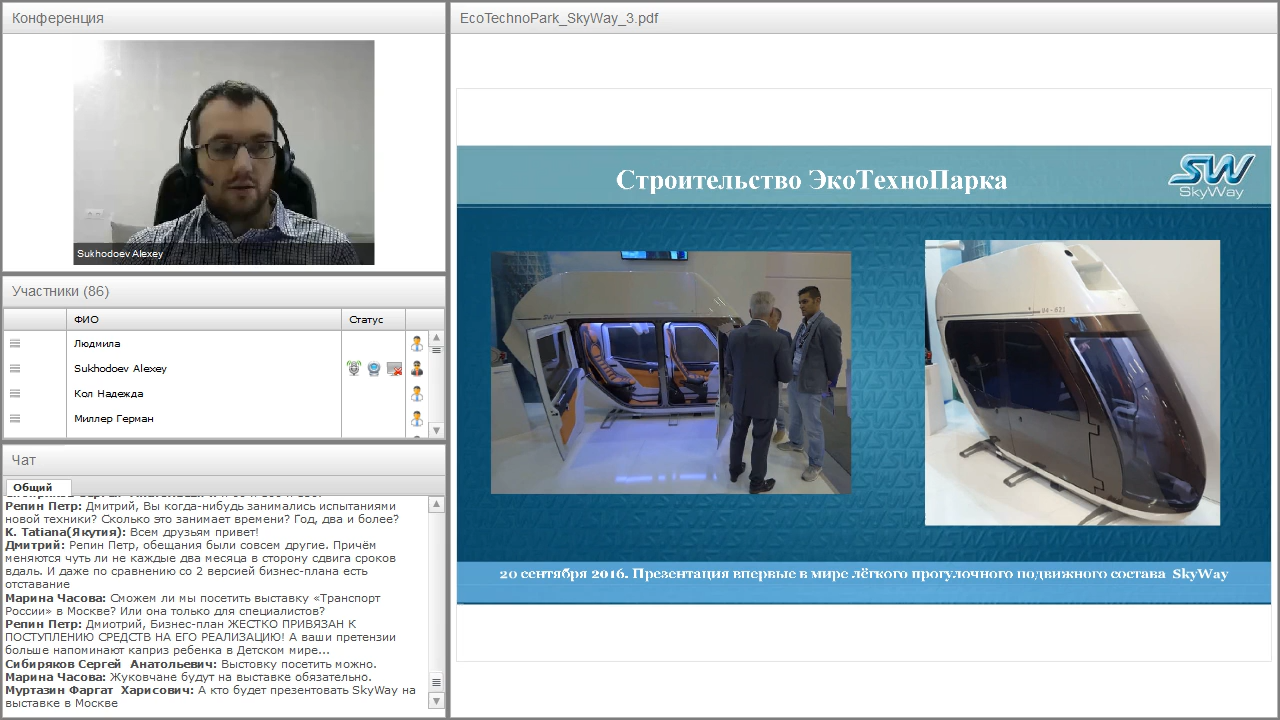 Конференция
Sukhodoev Alexey
Участники (86)
ФИО
Статус
Людмила
Sukhodoev Alexey
Кол Надежда
Миллер Герман
Чат
Общий
Репин Петр: Дмитрий, Вы когда-нибудь занимались испытаниями
новой техники? Сколько это занимает времени? Год, два и более?
K. Tatiana(Якутия): Всем друзьям привет!
Дмитрий: Репин Петр, обещания были совсем другие. Причём
меняются чуть ли не каждые два месяца в сторону сдвига сроков
вдаль. И даже по сравнению со 2 версией бизнес-плана есть
отставание
Марина Часова: Сможем ли мы посетить выставку «Транспорт
России» в Москве? Или она только для специалистов?
Репин Петр: Дмиотрий, Бизнес-план ЖЕСТКО ПРИВЯЗАН К
ПОСТУПЛЕНИЮ СРЕДСТВ НА ЕГО РЕАЛИЗАЦИЮ! А ваши претензии
больше напоминают каприз ребенка в Детском мире...
Сибиряков Сергей Анатольевич: Выстовку посетить можно.
Марина Часова: Жуковчане будут на выставке обязательно.
Муртазин Фаргат Харисович: А кто будет презентовать SkyWay на
выставке в Москве
EcoTechnoPark_SkyWay_3.pdf
Строительство ЭкоТехноПарка
SW
SkyWay
20 сентября 2016. Презентация впервые в мире лёгкого прогулочного подвижного состава SkyWay